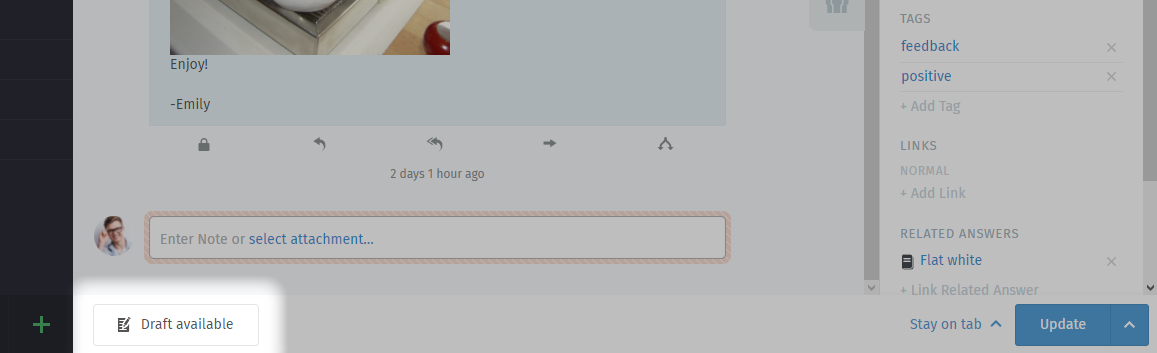 Enjoy!
-Emily
2 days 1 hour ago
Enter Note or select attachment...
Draft available
TAGS
feedback
positive
+ Add Tag
LINKS
NORMAL
+ Add Link
RELATED ANSWERS
Flat white
+ Link Related Answer
Stay on tab
Update